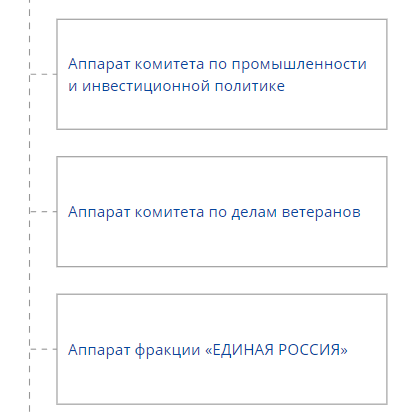 Аппарат комитета по промышленности
и инвестиционной политике
Аппарат комитета по делам ветеранов
Аппарат фракции «ЕДИНАЯ РОССИЯ»